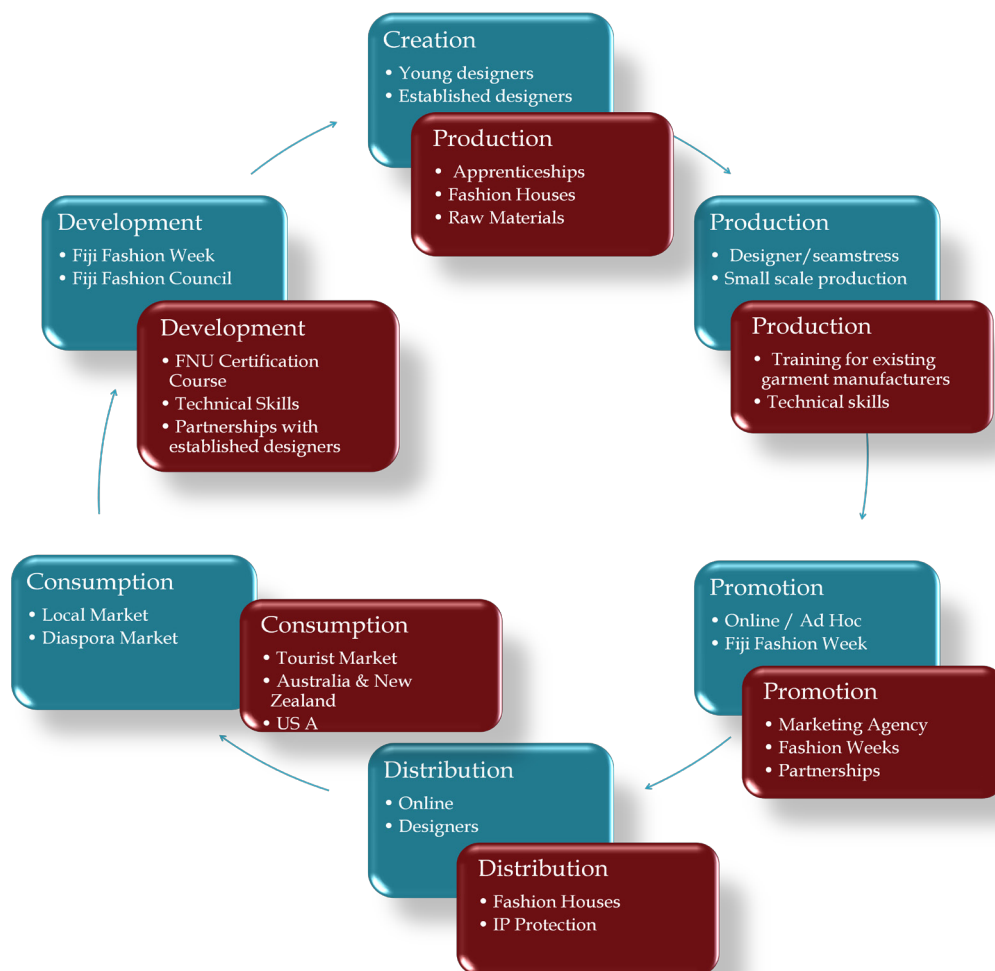 Creation
• Young designers
• Established designers
Production
• Apprenticeships
• Fashion Houses
• Raw Materials
Production
• Designer/seamstress
• Small scale production
Production
• Training for existing
garment manufacturers
• Technical skills
Promotion
• Online / Ad Hoc
• Fiji Fashion Week
Promotion
• Marketing Agency
• Fashion Weeks
• Partnerships
Distribution
• Online
• Designers
Distribution
• Fashion Houses
• IP Protection
Consumption
• Local Market
• Diaspora Market
Consumption
• Tourist Market
• Australia & New
Zealand
• US A
Development
• Fiji Fashion Week
• Fiji Fashion Council
Development
• FNU Certification
Course
• Technical Skills
• Partnerships with
established designers